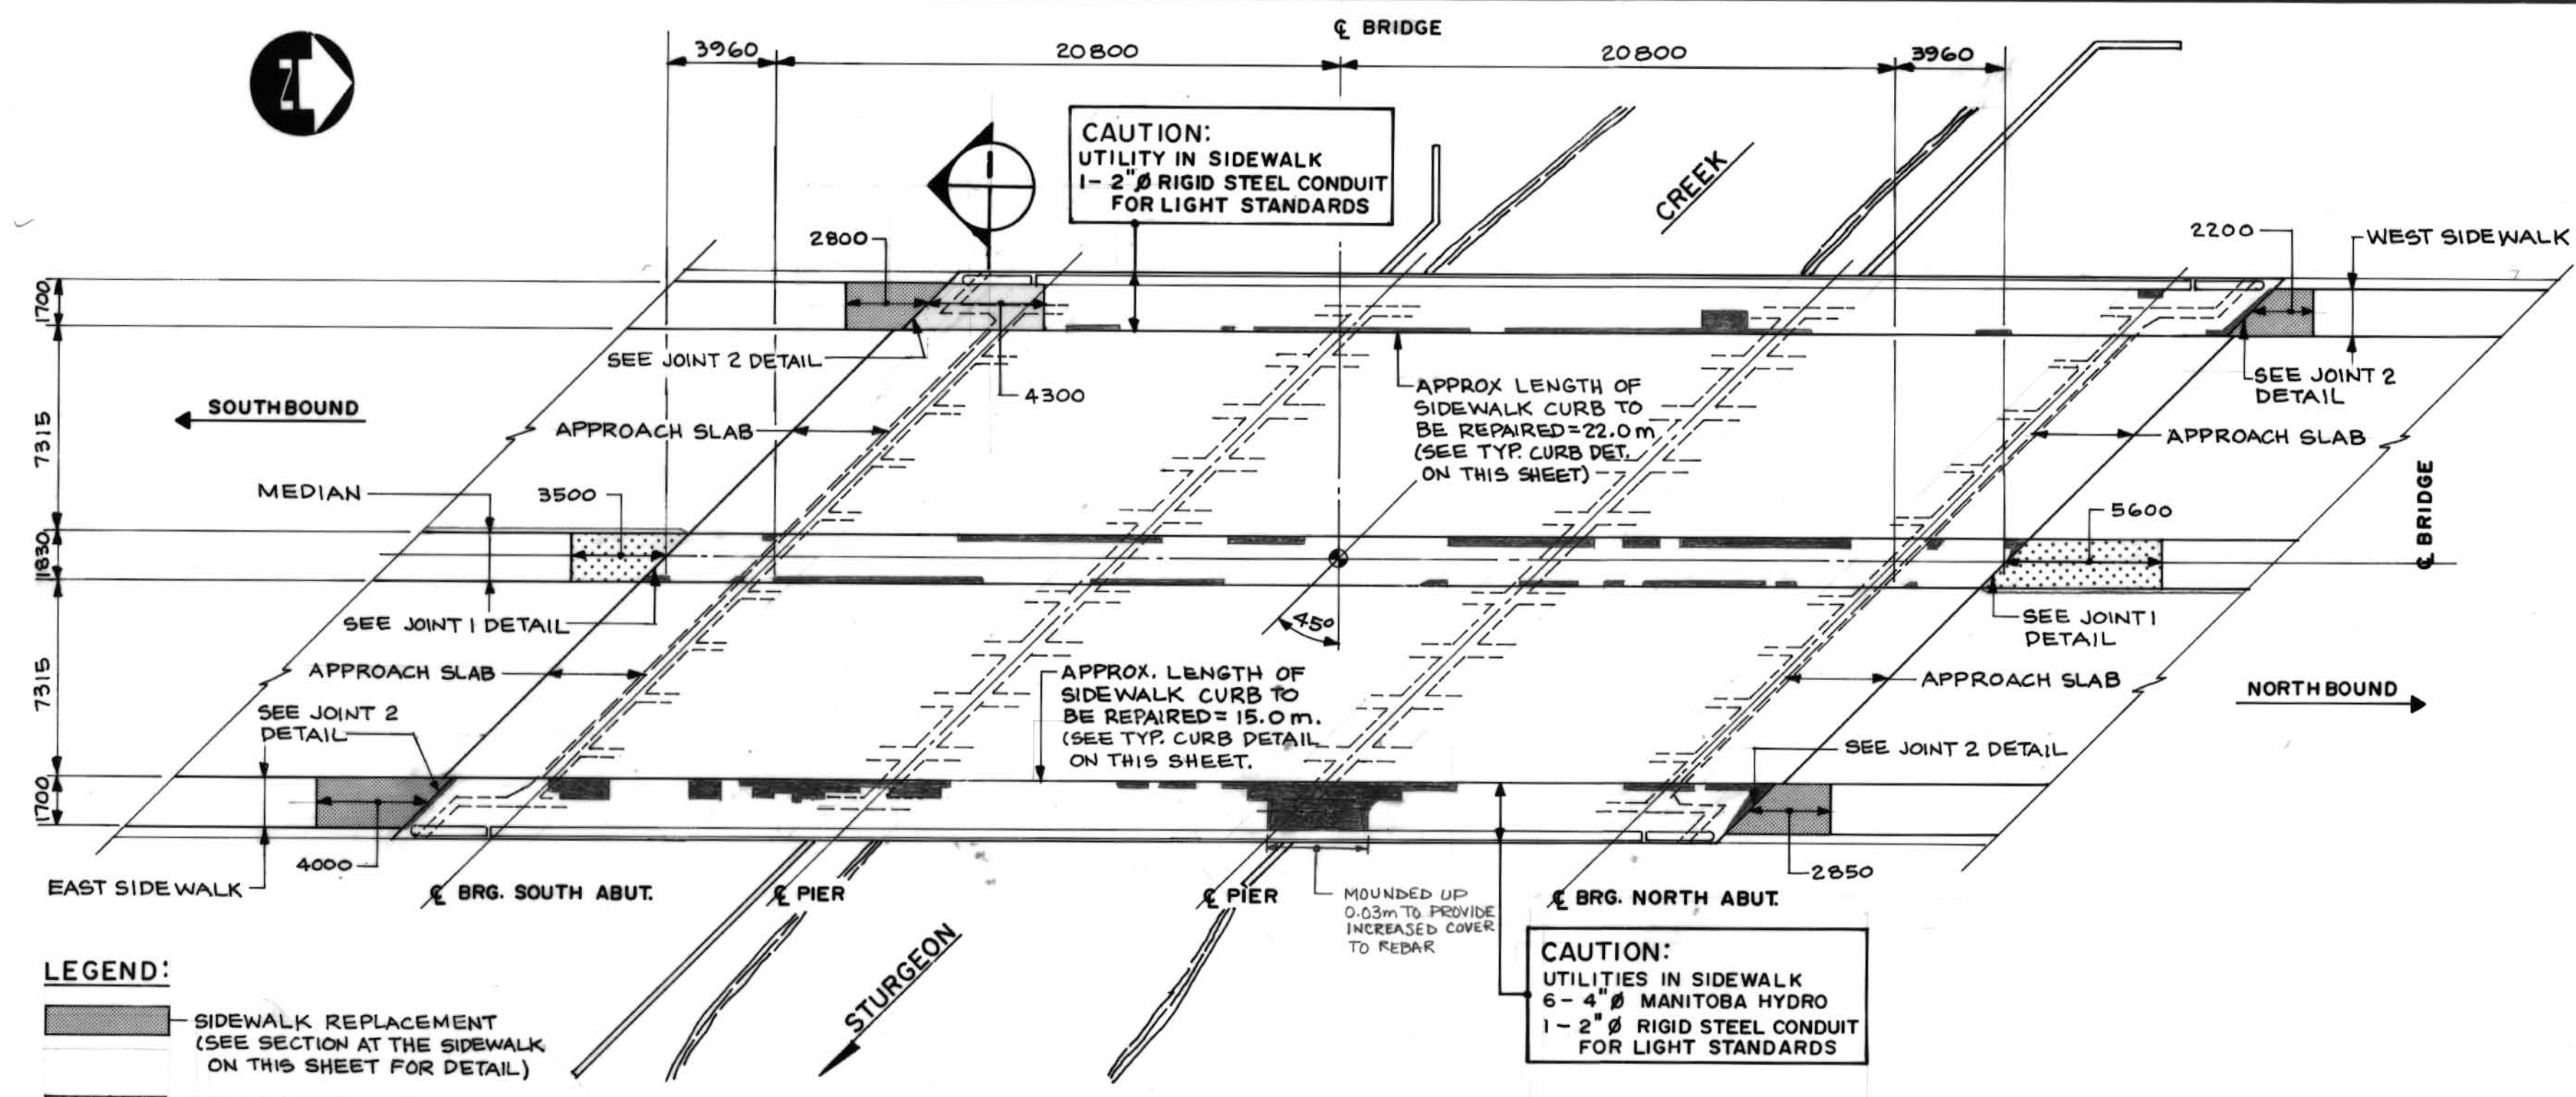 ℄ BRIDGE
3960
20800
20800
3960
N
CAUTION:
UTILITY IN SIDEWALK
1- 2"Ø RIGID STEEL CONDUIT
FOR LIGHT STANDARDS
1
CREEK
2800
2200
WEST SIDEWALK
1700
SEE JOINT 2 DETAIL
4300
APPROX LENGTH OF
SIDEWALK CURB TO
BE REPAIRED=22.0 m
(SEE TYP. CURB DET.
ON THIS SHEET)
SEE JOINT 2
DETAIL
SOUTHBOUND
APPROACH SLAB
APPROACH SLAB
7315
MEDIAN
3500
5600
℄ BRIDGE
1830
SEE JOINT 1 DETAIL
45°
SEE JOINT 1
DETAIL
7315
APPROACH SLAB
APPROX. LENGTH OF
SIDEWALK CURB TO
BE REPAIRED= 15.0 m.
(SEE TYP. CURB DETAIL
ON THIS SHEET.
APPROACH SLAB
NORTHBOUND
SEE JOINT 2
DETAIL
SEE JOINT 2 DETAIL
1700
4000
2850
EAST SIDEWALK
℄ BRG. SOUTH ABUT.
℄ PIER
℄ PIER
MOUNDED UP
0.03m TO PROVIDE
INCREASED COVER
TO REBAR
℄ BRG. NORTH ABUT.
STURGEON
CAUTION:
UTILITIES IN SIDEWALK
6- 4"Ø MANITOBA HYDRO
1- 2"Ø RIGID STEEL CONDUIT
FOR LIGHT STANDARDS
LEGEND:
SIDEWALK REPLACEMENT
(SEE SECTION AT THE SIDEWALK
ON THIS SHEET FOR DETAIL)